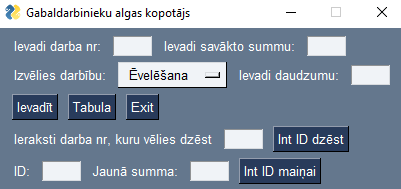 Gabaldarbinieku algas kopotājs
Ievadi darba nr: Ievadi savākto summu:
Izvēlies darbību: Ēvelēšana Ievadi daudzumu:
Ievadīt Tabula Exit
Ieraksti darba nr, kuru vēlies dzēst Int ID dzēst
ID: Jaunā summa: Int ID maiņai